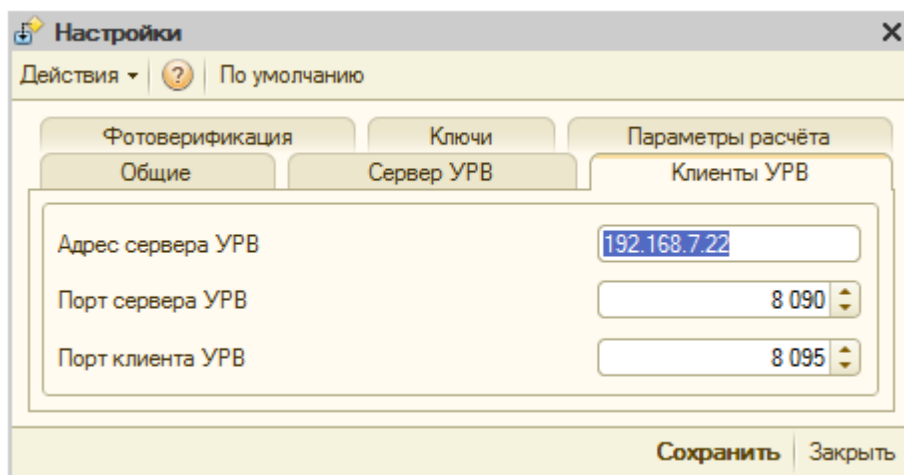 Настройки
Действия ? По умолчанию
Фотоверификация Ключи Параметры расчёта
Общие Сервер УРВ Клиенты УРВ
Адрес сервера УРВ 192.168.7.22
Порт сервера УРВ 8 090
Порт клиента УРВ 8 095
Сохранить Закрыть